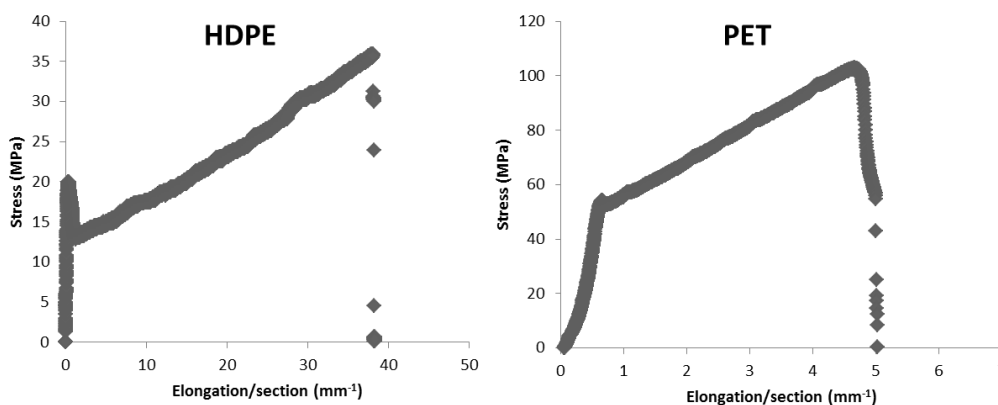 HDPE
Stress (MPa)
40
35
30
25
20
15
10
5
0
0 10 20 30 40 50
Elongation/section (mm⁻¹)
PET
Stress (MPa)
120
100
80
60
40
20
0
0 1 2 3 4 5 6
Elongation/section (mm⁻¹)